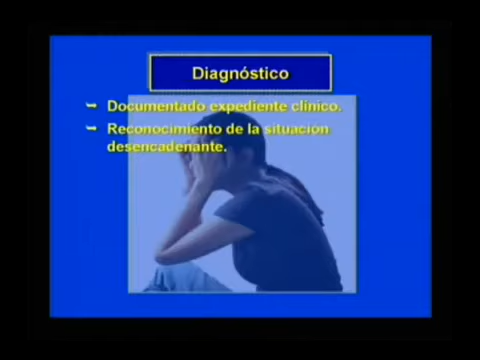 Diagnóstico
Documentado expediente clínico.
Reconocimiento de la situación
desencadenante.